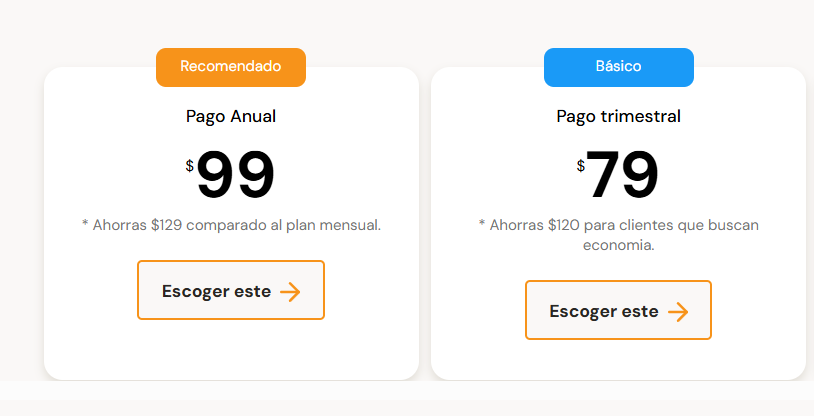 Recomendado
Pago Anual
$99
* Ahorras $129 comparado al plan mensual.
Escoger este
Básico
Pago trimestral
$79
* Ahorras $120 para clientes que buscan
economia.
Escoger este